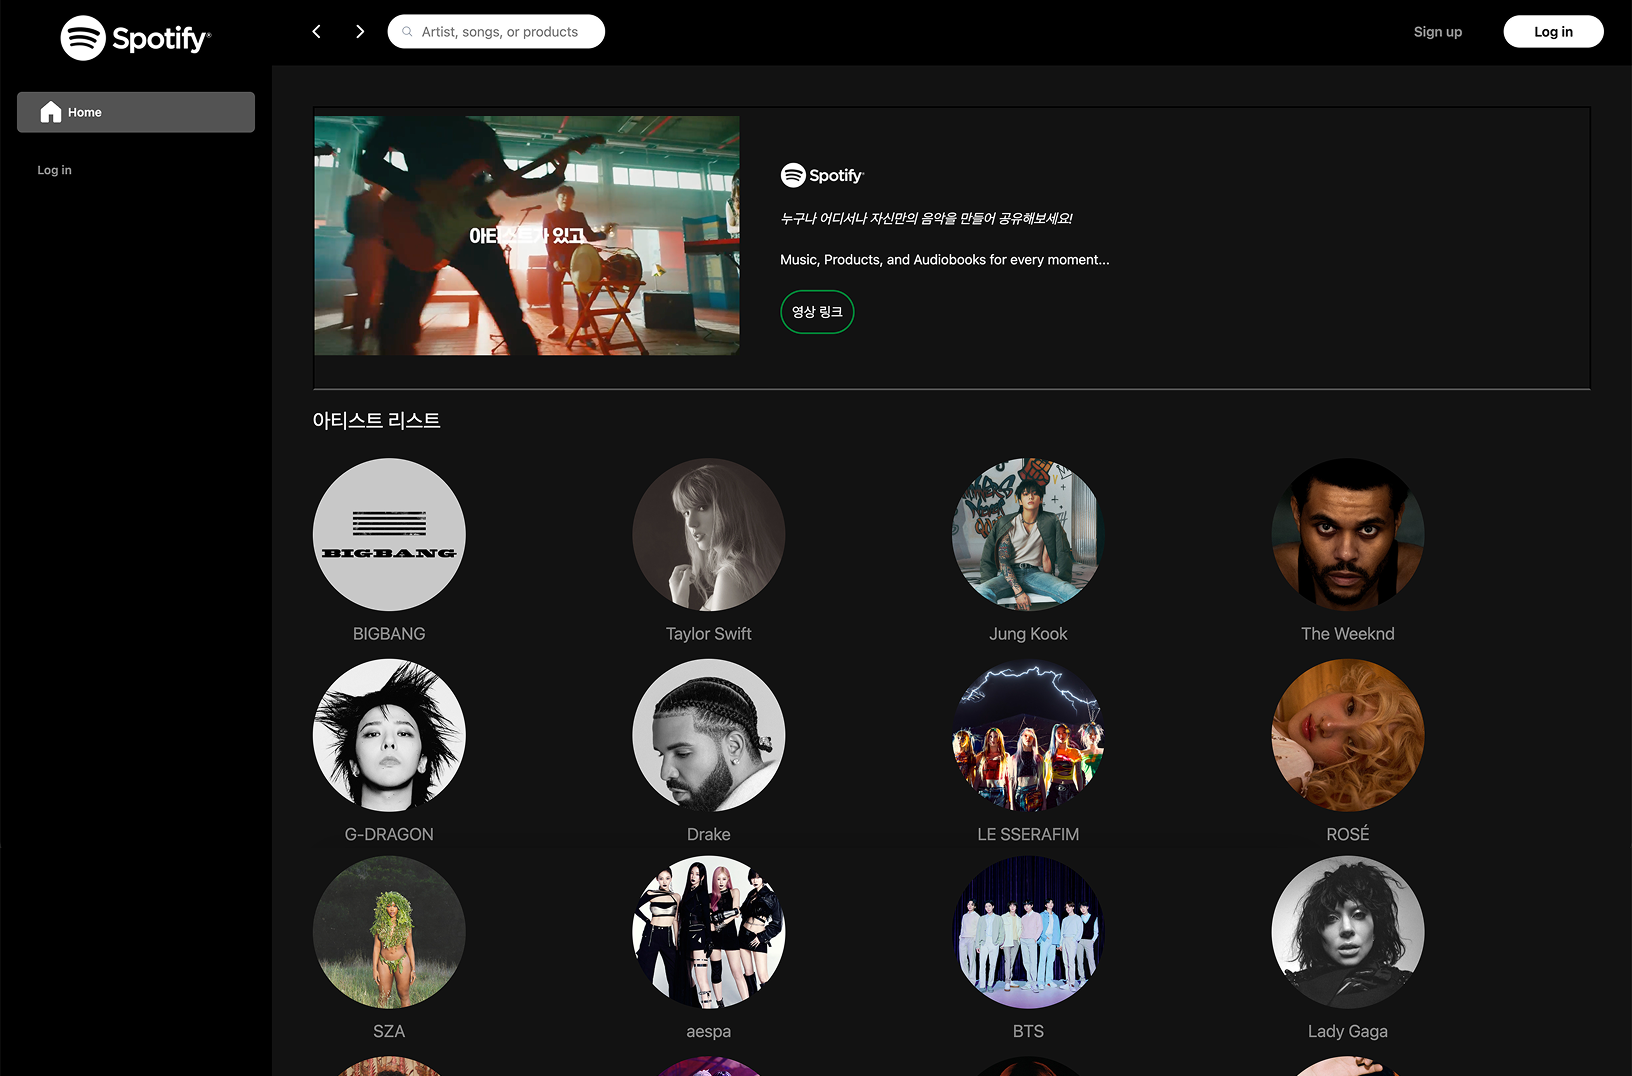 Spotify®
Artist, songs, or products
Sign up
Log in
Home
Log in
아티스트가 있고
Spotify
누구나 어디서나 자신만의 음악을 만들어 공유해보세요!
Music, Products, and Audiobooks for every moment...
영상 링크
아티스트 리스트
BIGBANG
BIGBANG
Taylor Swift
Jung Kook
The Weeknd
G-DRAGON
Drake
LE SSERAFIM
ROSÉ
SZA
aespa
BTS
Lady Gaga